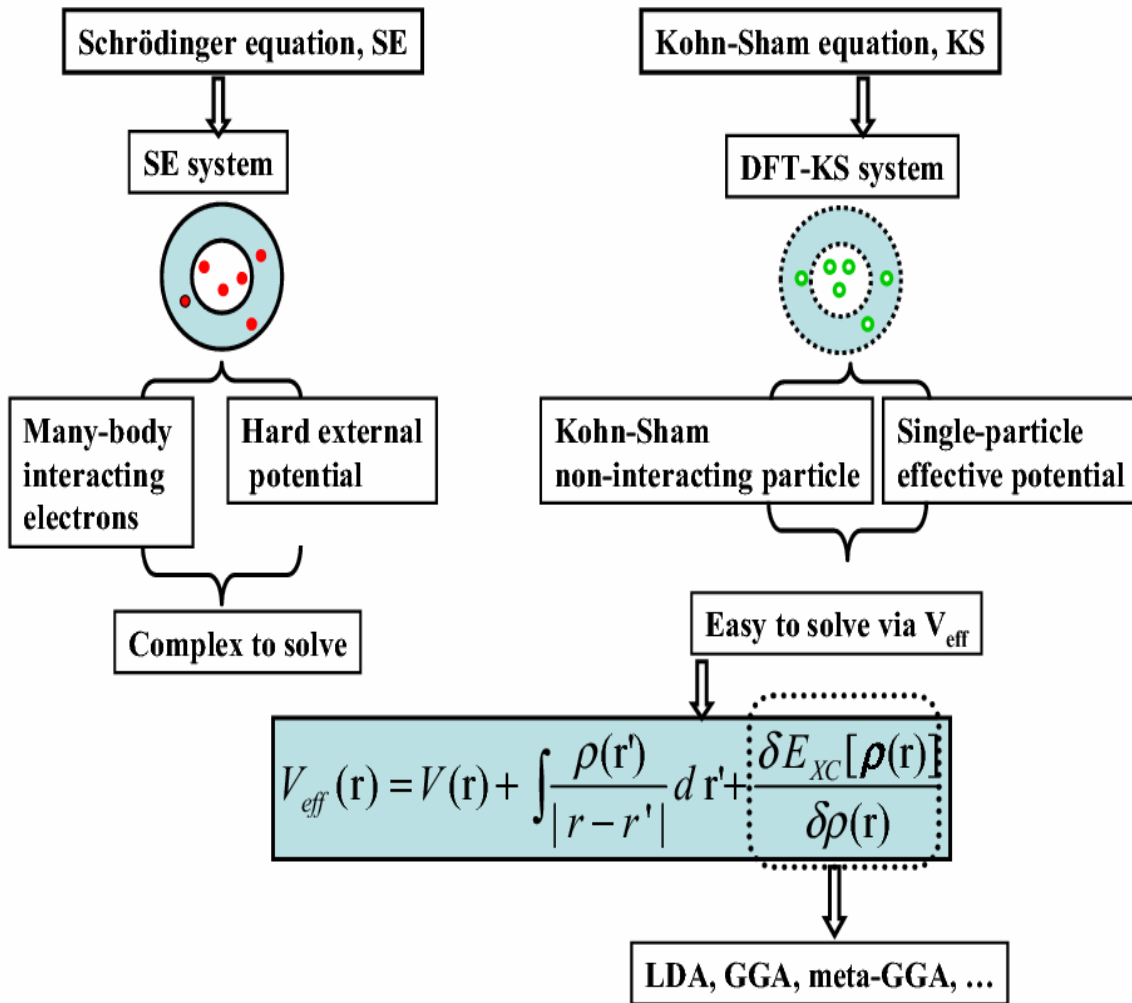 Schrödinger equation, SE
Kohn-Sham equation, KS
SE system
DFT-KS system
Many-body
interacting
electrons
Hard external
potential
Kohn-Sham
non-interacting particle
Single-particle
effective potential
Complex to solve
Easy to solve via V_eff
V_eff(r) = V(r) + ∫ ρ(r') / |r − r'| d r' + δE_XC[ρ(r)] / δρ(r)
LDA, GGA, meta-GGA, ...